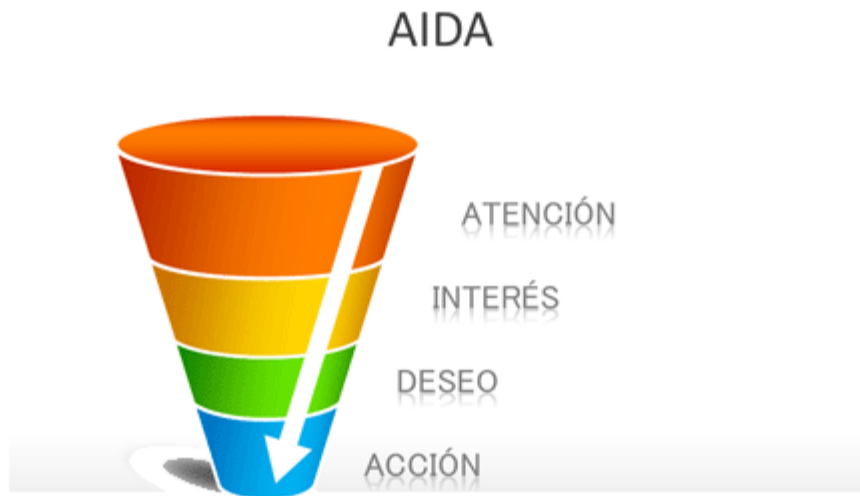 AIDA
ATENCIÓN
INTERÉS
DESEO
ACCIÓN